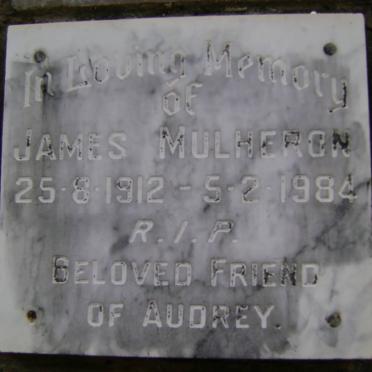 In Loving Memory
of
JAMES MULHERON
25·8·1912 - 5·2·1984
R.I.P.
BELOVED FRIEND
OF AUDREY.